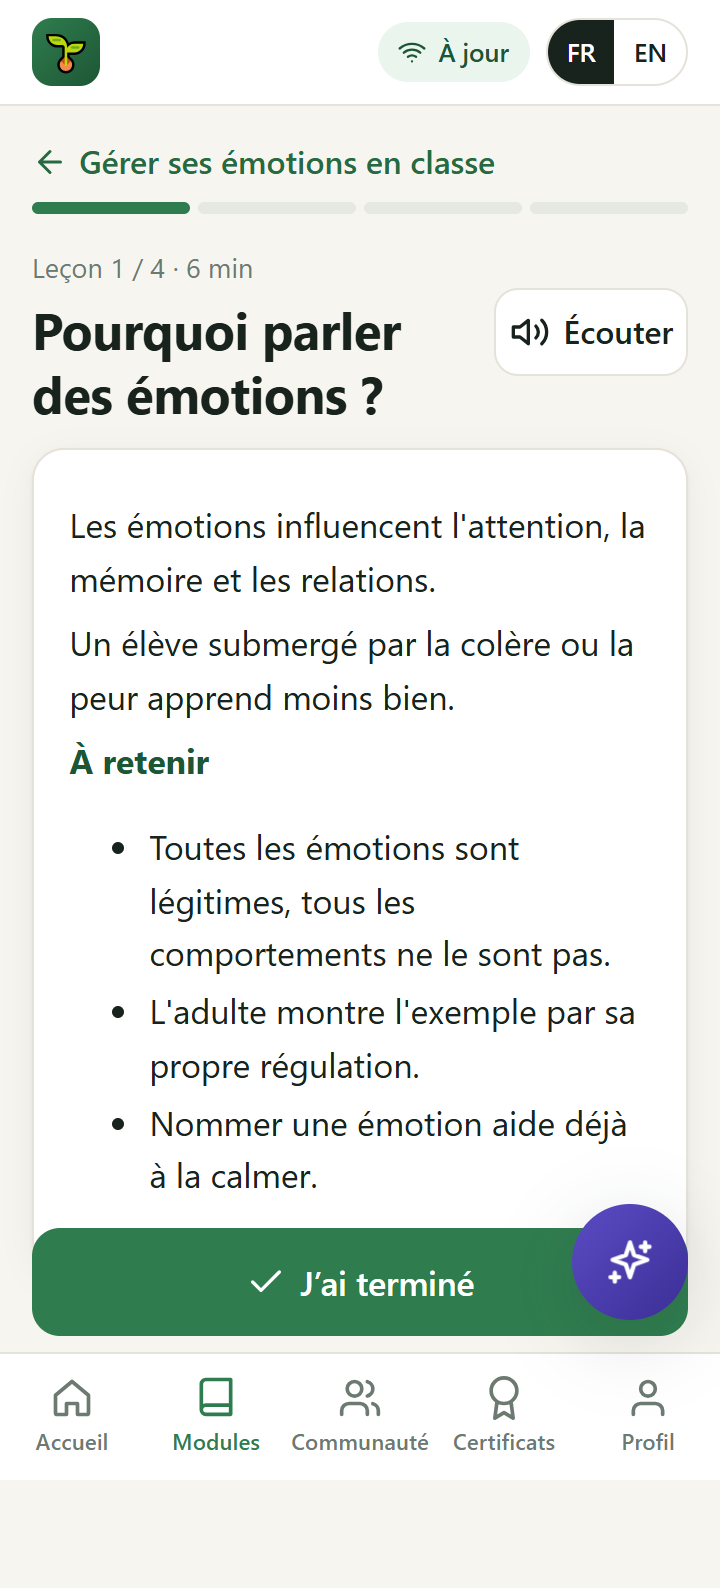 À jour
FR
EN
Gérer ses émotions en classe
Leçon 1 / 4 · 6 min
Pourquoi parler
des émotions ?
Écouter
Les émotions influencent l'attention, la
mémoire et les relations.
Un élève submergé par la colère ou la
peur apprend moins bien.
À retenir
• Toutes les émotions sont
légitimes, tous les
comportements ne le sont pas.
• L'adulte montre l'exemple par sa
propre régulation.
• Nommer une émotion aide déjà
à la calmer.
J’ai terminé
Accueil
Modules
Communauté
Certificats
Profil